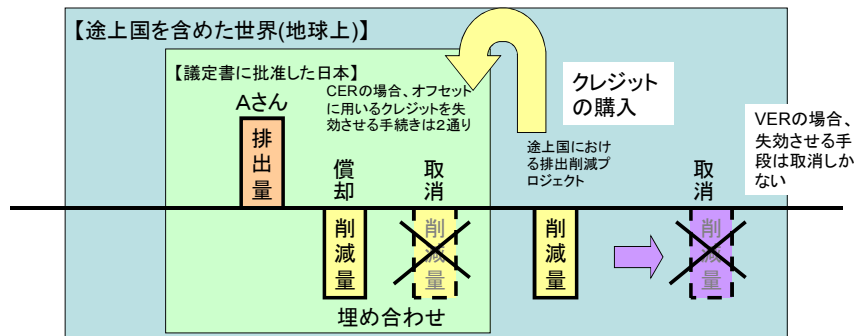 【途上国を含めた世界(地球上)】
【議定書に批准した日本】
Aさん
CERの場合、オフセット
に用いるクレジットを失
効させる手続きは2通り
クレジット
の購入
VERの場合、
失効させる手
段は取消しか
ない
途上国におけ
る排出削減プ
ロジェクト
排出量
償却
取消
取消
削減量
削減量
削減量
削減量
埋め合わせ